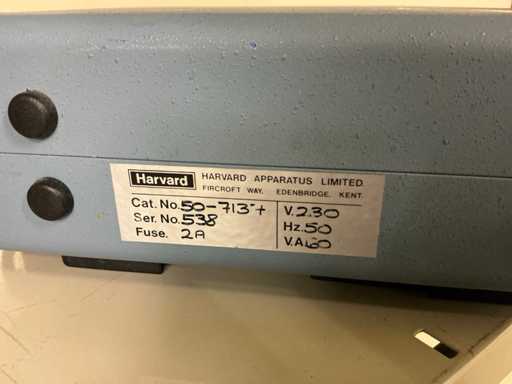 Harvard HARVARD APPARATUS LIMITED.
FIRCROFT WAY, EDENBRIDGE, KENT.
Cat. No. 50-713 V. 230
Ser. No. 538 Hz. 50
Fuse. 2A V.A. 60